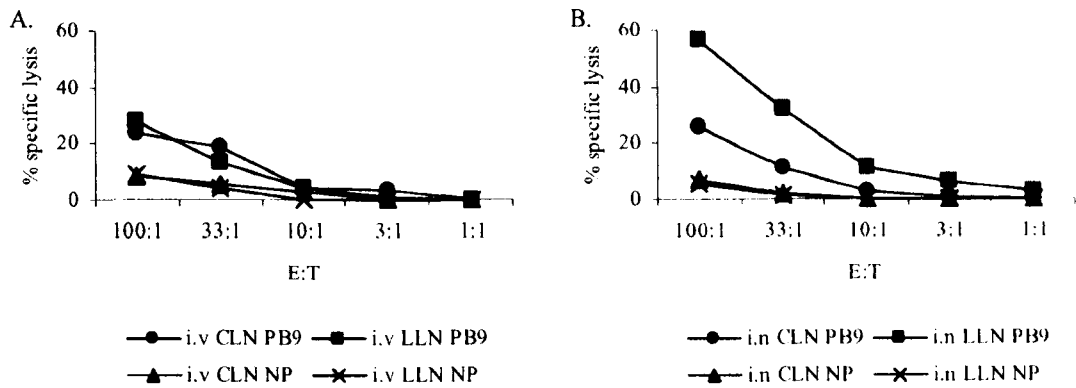 A.
% specific lysis
60
40
20
0
100:1 33:1 10:1 3:1 1:1
E:T
i.v CLN PB9 i.v LLN PB9
i.v CLN NP i.v LLN NP
B.
% specific lysis
60
40
20
0
100:1 33:1 10:1 3:1 1:1
E:T
i.n CLN PB9 i.n LLN PB9
i.n CLN NP i.n LLN NP